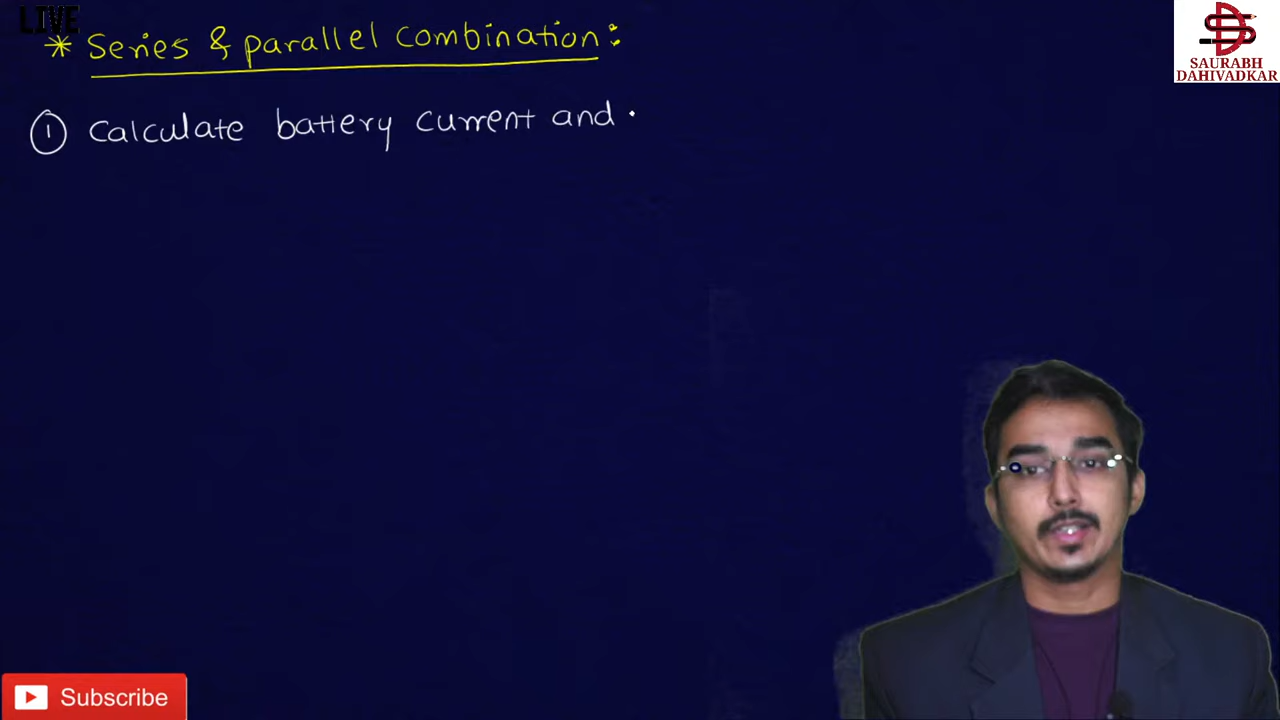 LIVE
* Series & parallel combination:
① Calculate battery current and
SAURABH
DAHIVADKAR
Subscribe